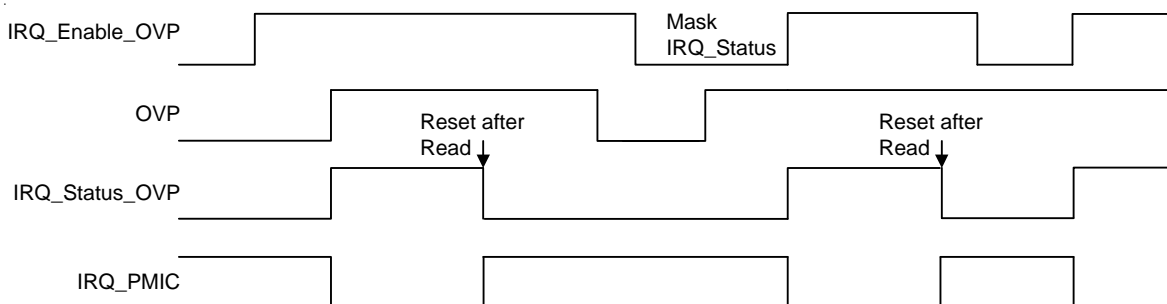 IRQ_Enable_OVP
Mask
IRQ_Status
OVP
Reset after
Read
Reset after
Read
IRQ_Status_OVP
IRQ_PMIC